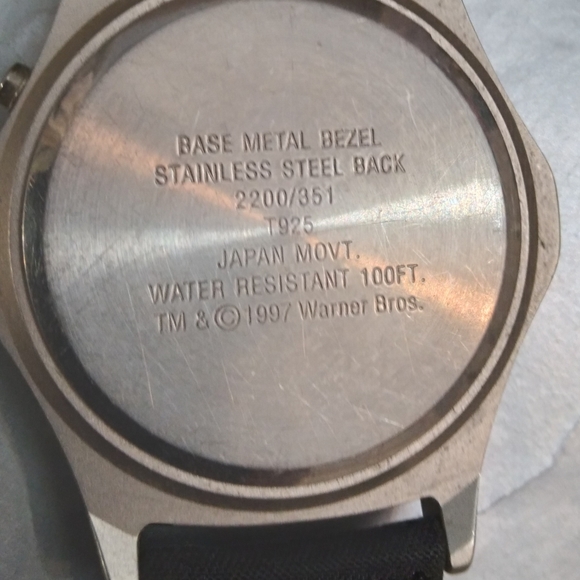 BASE METAL BEZEL
STAINLESS STEEL BACK
2200/351
T925
JAPAN MOVT.
WATER RESISTANT 100FT.
TM & © 1997 Warner Bros.